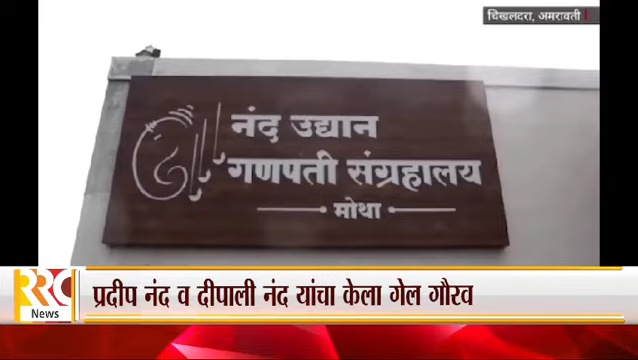 चिखलदरा, अमरावती
नंद उद्यान
गणपती संग्रहालय
मोथा
RRC
News
प्रदीप नंद व दीपाली नंद यांचा केला गेल गौरव